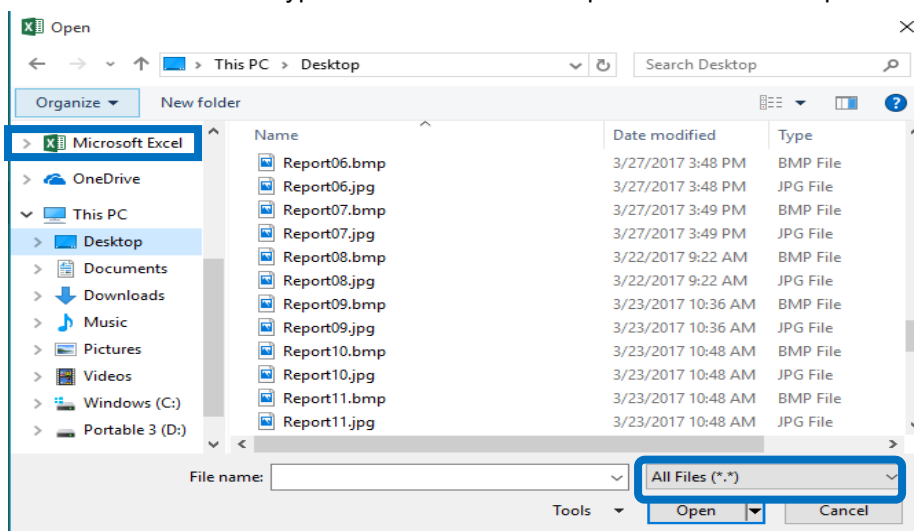 Open
This PC > Desktop
Search Desktop
Organize
New folder
Name
Date modified
Type
Microsoft Excel
OneDrive
This PC
Desktop
Documents
Downloads
Music
Pictures
Videos
Windows (C:)
Portable 3 (D:)
Report06.bmp 3/27/2017 3:48 PM BMP File
Report06.jpg 3/27/2017 3:48 PM JPG File
Report07.bmp 3/27/2017 3:49 PM BMP File
Report07.jpg 3/27/2017 3:49 PM JPG File
Report08.bmp 3/22/2017 9:22 AM BMP File
Report08.jpg 3/22/2017 9:22 AM JPG File
Report09.bmp 3/23/2017 10:36 AM BMP File
Report09.jpg 3/23/2017 10:36 AM JPG File
Report10.bmp 3/23/2017 10:48 AM BMP File
Report10.jpg 3/23/2017 10:48 AM JPG File
Report11.bmp 3/23/2017 10:48 AM BMP File
Report11.jpg 3/23/2017 10:48 AM JPG File
File name:
All Files (*.*)
Tools
Open
Cancel